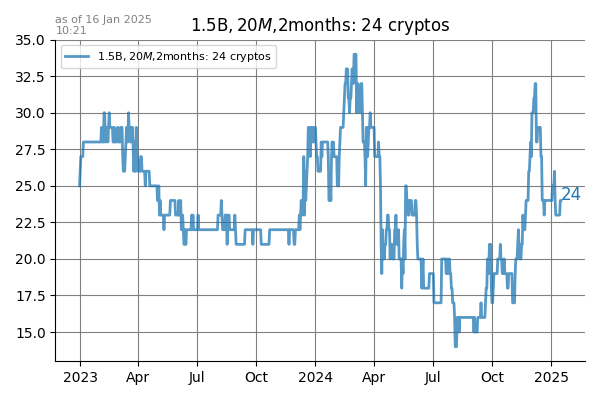 as of 16 Jan 2025
10:21
1.5B, 20M,2months: 24 cryptos
1.5B, 20M,2months: 24 cryptos
35.0
32.5
30.0
27.5
25.0
22.5
20.0
17.5
15.0
24
2023 Apr Jul Oct 2024 Apr Jul Oct 2025